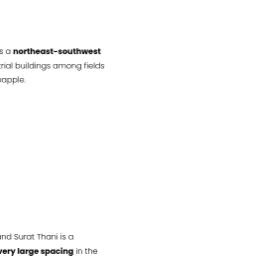 s a northeast-southwest
rial buildings among fields
apple.
nd Surat Thani is a
very large spacing in the